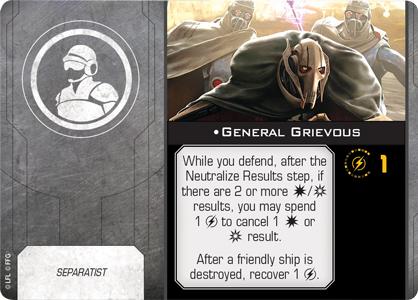 • GENERAL GRIEVOUS
While you defend, after the
Neutralize Results step, if
there are 2 or more /
results, you may spend
1 to cancel 1 or
result.
After a friendly ship is
destroyed, recover 1 .
1
SEPARATIST
© LFL © FFG